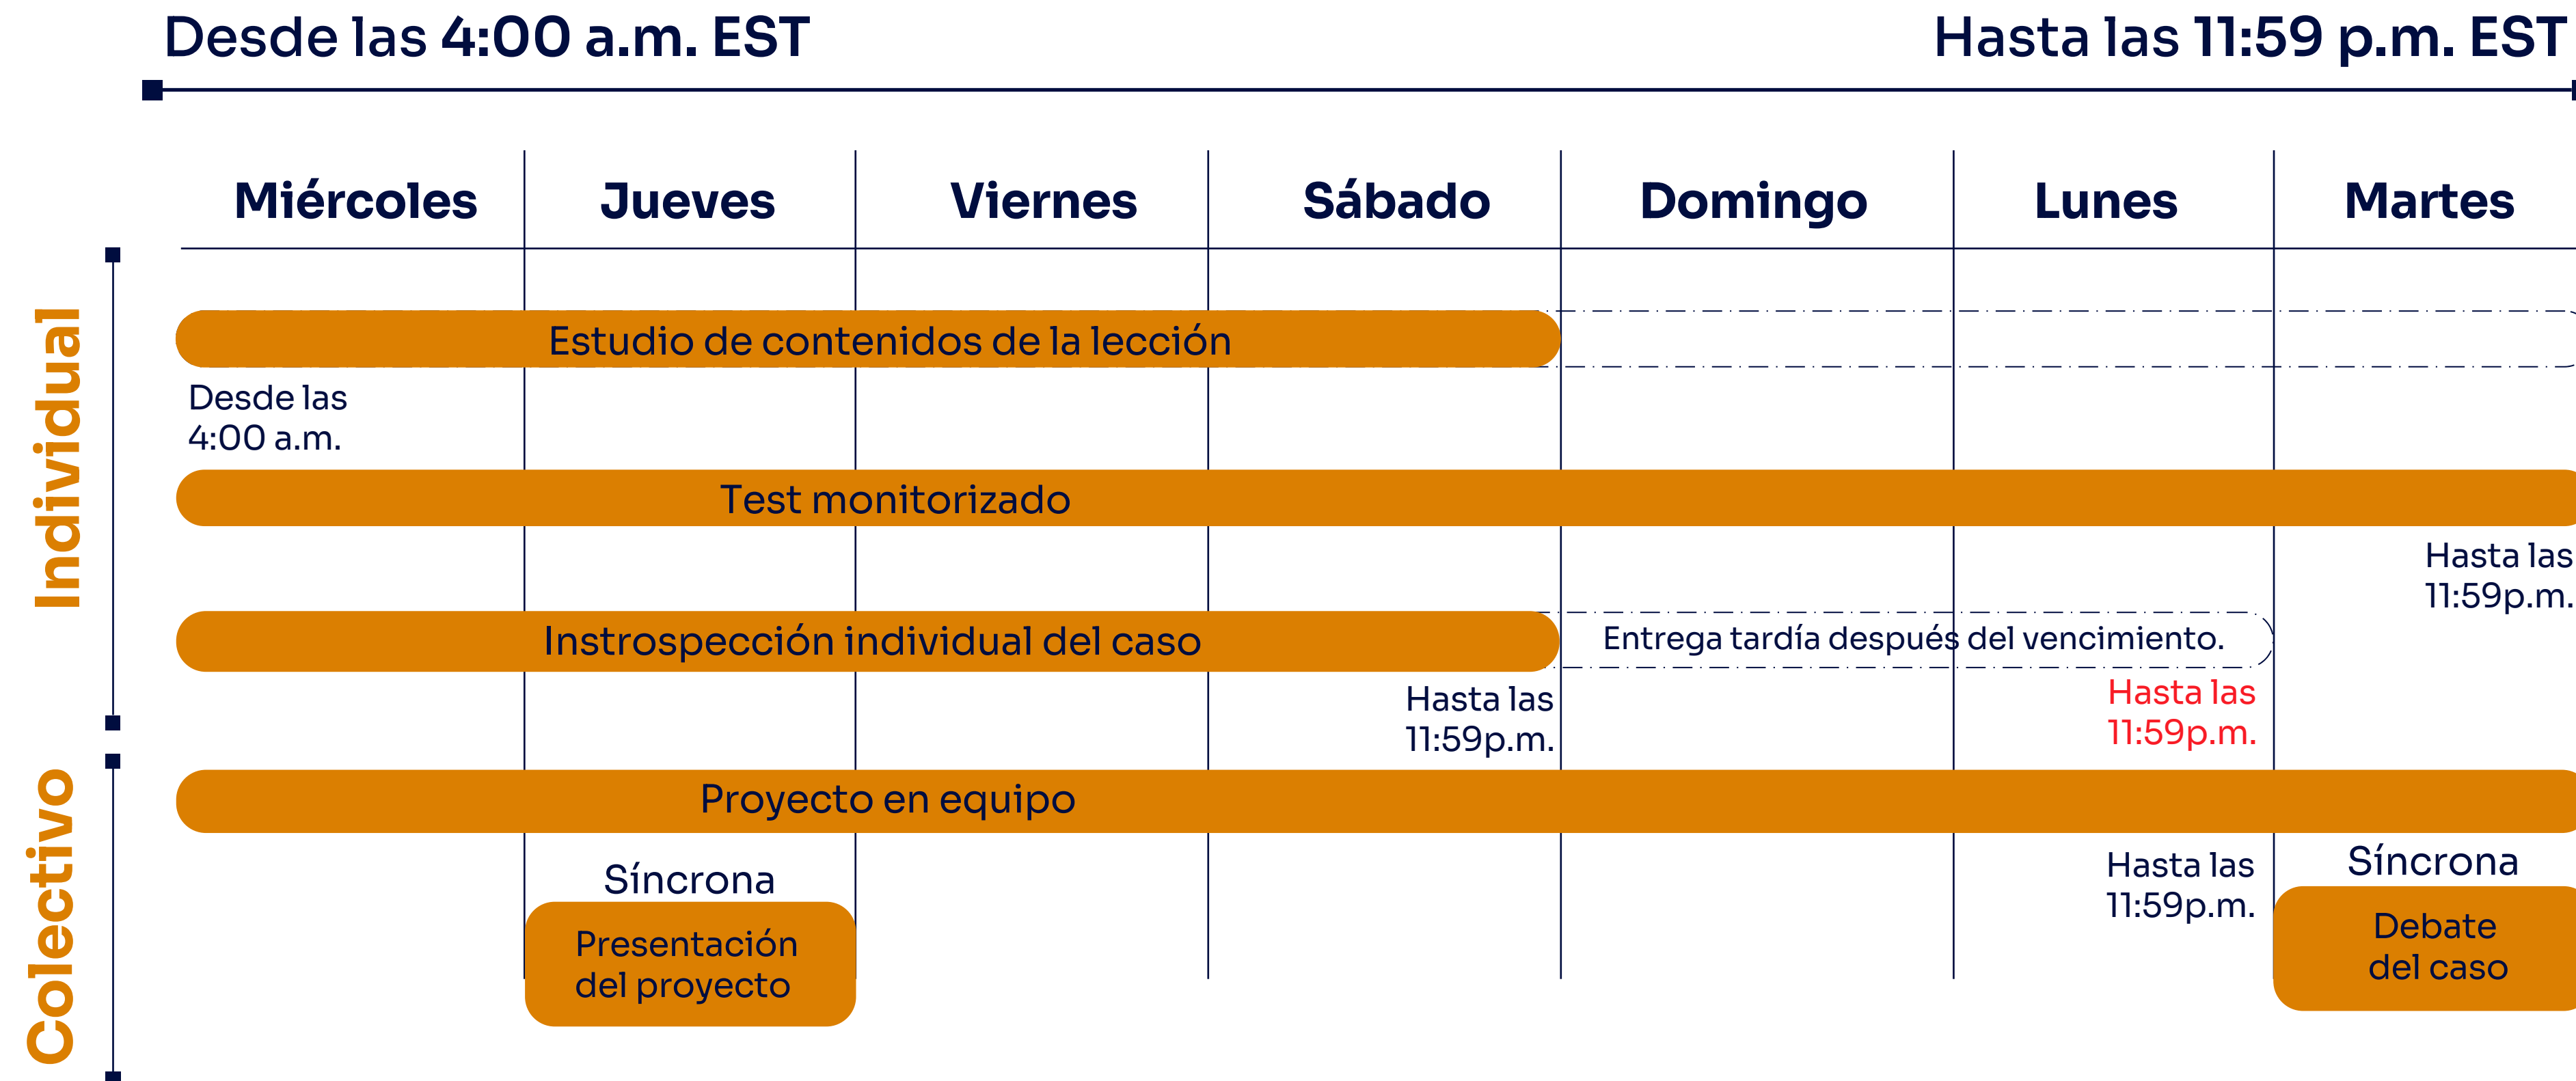 Desde las 4:00 a.m. EST
Hasta las 11:59 p.m. EST
Miércoles
Jueves
Viernes
Sábado
Domingo
Lunes
Martes
Individual
Estudio de contenidos de la lección
Desde las
4:00 a.m.
Test monitorizado
Hasta las
11:59p.m.
Instrospección individual del caso
Entrega tardía después del vencimiento.
Hasta las
11:59p.m.
Hasta las
11:59p.m.
Colectivo
Proyecto en equipo
Síncrona
Presentación
del proyecto
Hasta las
11:59p.m.
Síncrona
Debate
del caso